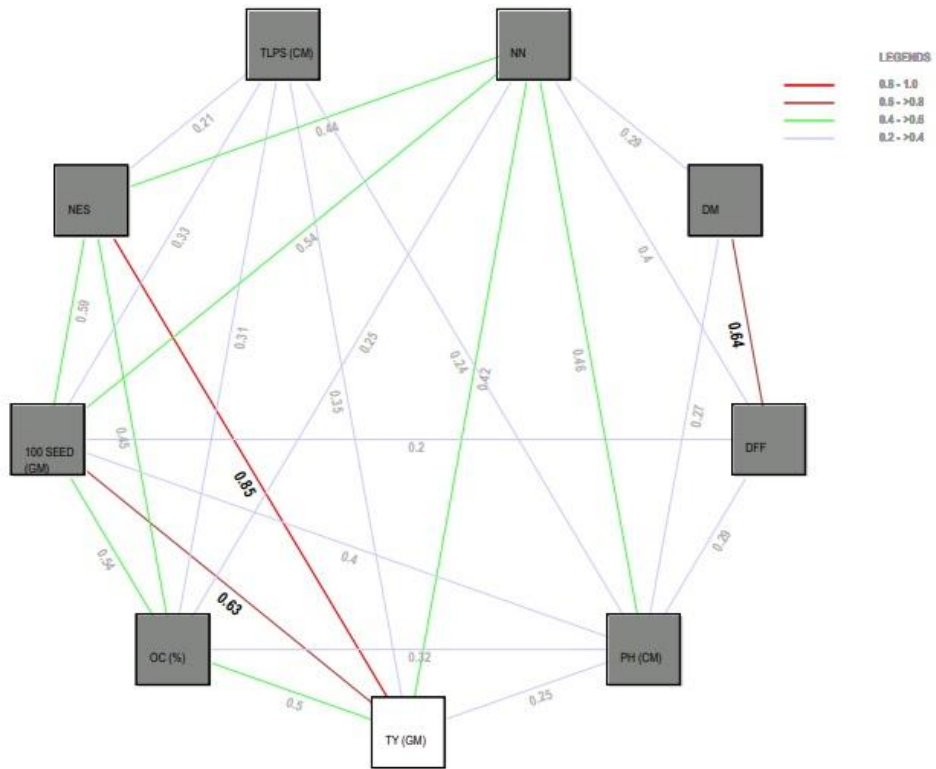 TLPS (CM)
NN
LEGENDS
0.8 - 1.0
0.6 - >0.8
0.4 - >0.6
0.2 - >0.4
0.21
0.44
0.29
NES
DM
0.33
0.54
0.4
0.59
0.31
0.25
0.64
0.24
0.42
0.46
0.35
0.27
100 SEED
(GM)
0.45
0.2
DFF
0.85
0.54
0.4
0.29
0.63
OC (%)
0.32
PH (CM)
0.5
0.25
TY (GM)